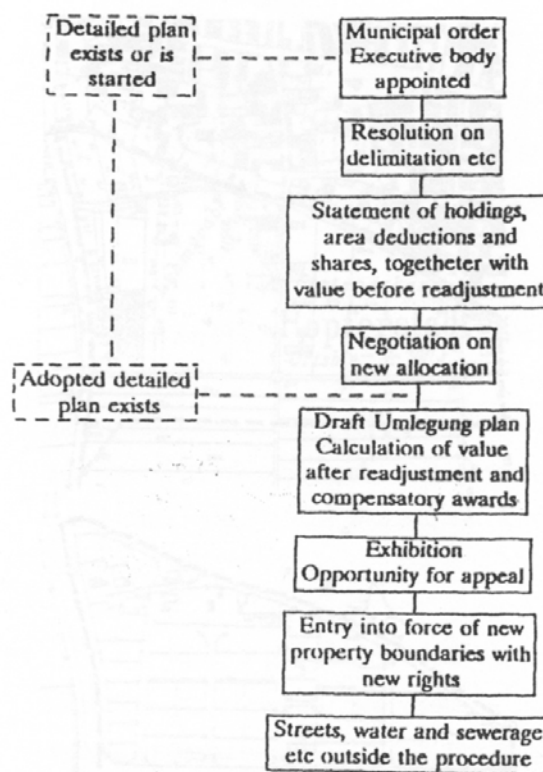 Detailed plan
exists or is
started
Municipal order
Executive body
appointed
Resolution on
delimitation etc
Statement of holdings,
area deductions and
shares, togetheter with
value before readjustment
Negotiation on
new allocation
Adopted detailed
plan exists
Draft Umlegung plan
Calculation of value
after readjustment and
compensatory awards
Exhibition
Opportunity for appeal
Entry into force of new
property boundaries with
new rights
Streets, water and sewerage
etc outside the procedure